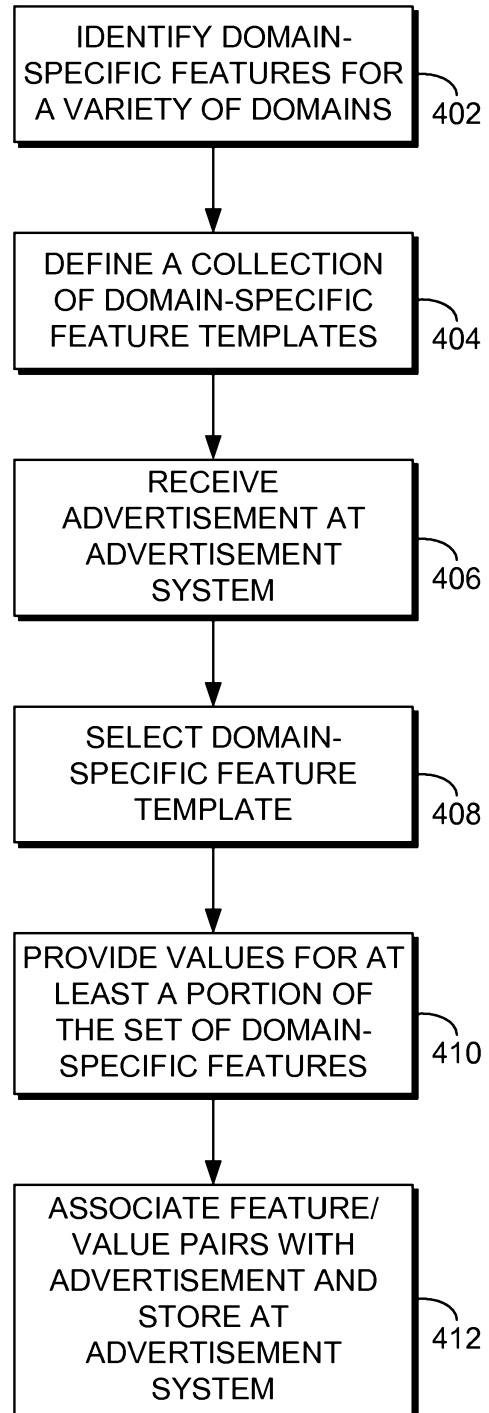 IDENTIFY DOMAIN-
SPECIFIC FEATURES FOR
A VARIETY OF DOMAINS
402
DEFINE A COLLECTION
OF DOMAIN-SPECIFIC
FEATURE TEMPLATES
404
RECEIVE
ADVERTISEMENT AT
ADVERTISEMENT
SYSTEM
406
SELECT DOMAIN-
SPECIFIC FEATURE
TEMPLATE
408
PROVIDE VALUES FOR AT
LEAST A PORTION OF
THE SET OF DOMAIN-
SPECIFIC FEATURES
410
ASSOCIATE FEATURE/
VALUE PAIRS WITH
ADVERTISEMENT AND
STORE AT
ADVERTISEMENT
SYSTEM
412